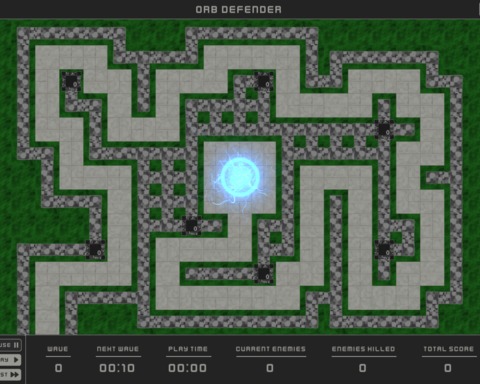 ORB DEFENDER
WAVE NEXT WAVE PLAY TIME CURRENT ENEMIES ENEMIES KILLED TOTAL SCORE
0 00:10 00:00 0 0 0